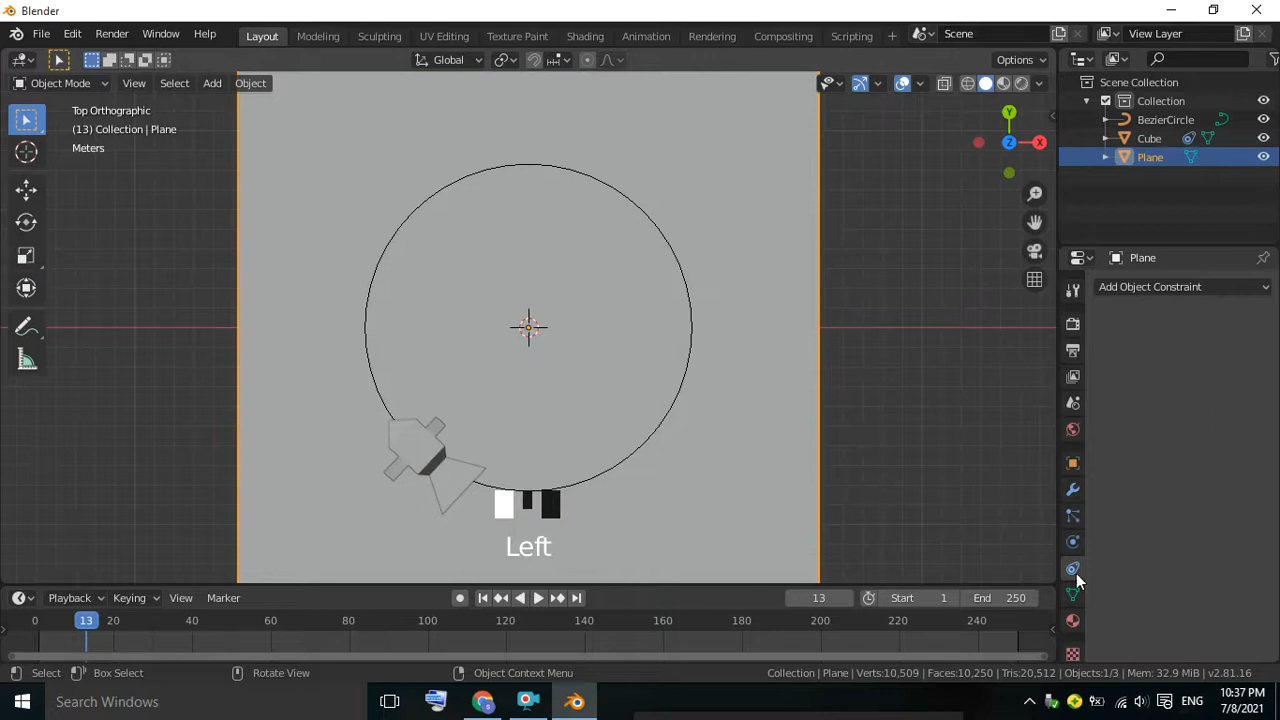 Blender
File Edit Render Window Help Layout Modeling Sculpting UV Editing Texture Paint Shading Animation Rendering Compositing Scripting + Scene View Layer
Global Options
Object Mode View Select Add Object
Scene Collection
Collection
BezierCircle
Cube
Plane
Top Orthographic
(13) Collection | Plane
Meters
Y
Z
X
Plane
Add Object Constraint
Left
Playback Keying View Marker 13 Start 1 End 250
13 20 40 60 80 100 120 140 160 180 200 220 240
Select Box Select Rotate View Object Context Menu Collection | Plane | Verts:10,509 | Faces:10,250 | Tris:20,512 | Objects:1/3 | Mem: 32.9 MiB | v2.81.16
Search Windows
ENG
10:37 PM
7/8/2021